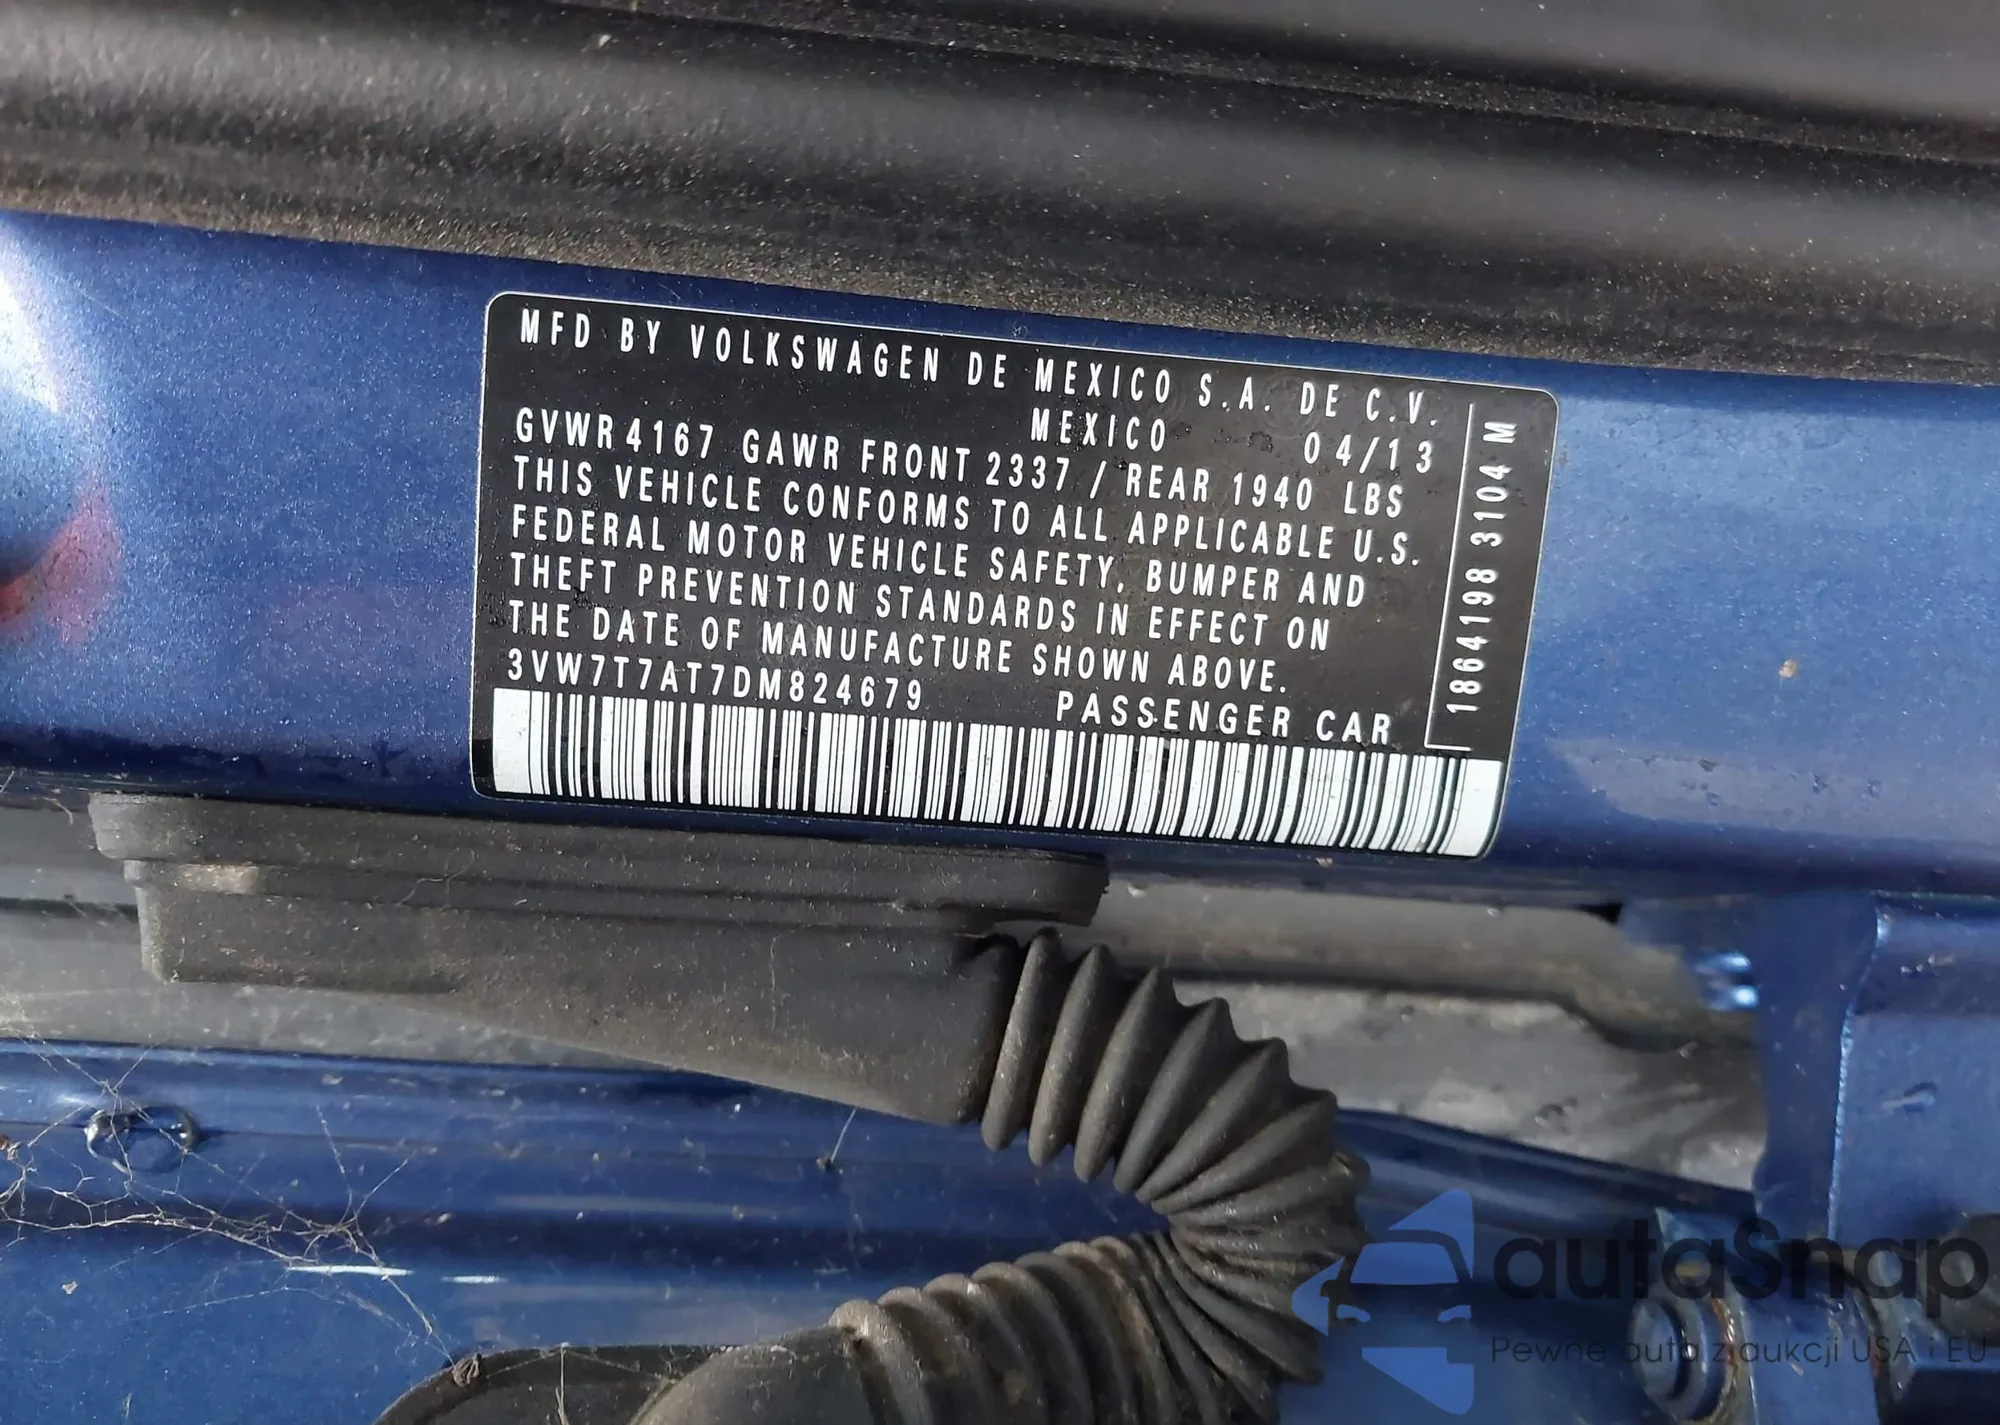 MFD BY VOLKSWAGEN DE MEXICO S.A. DE C.V.
MEXICO 04/13
GVWR 4167 GAWR FRONT 2337 / REAR 1940 LBS
THIS VEHICLE CONFORMS TO ALL APPLICABLE U.S.
FEDERAL MOTOR VEHICLE SAFETY, BUMPER AND
THEFT PREVENTION STANDARDS IN EFFECT ON
THE DATE OF MANUFACTURE SHOWN ABOVE.
3VW7T7AT7DM824679 PASSENGER CAR
1864198 3104 M
autaSnap
Pewne auta z aukcji USA i EU